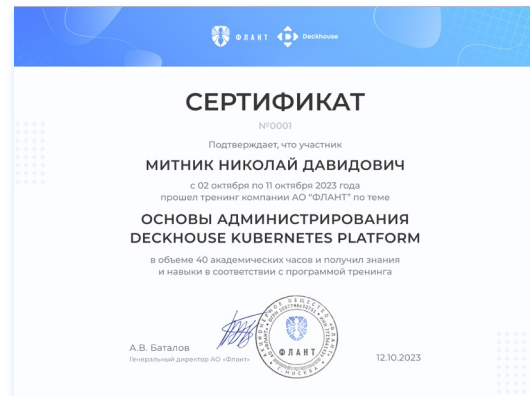 ФЛАНТ Deckhouse
СЕРТИФИКАТ
№0001
Подтверждает, что участник
МИТНИК НИКОЛАЙ ДАВИДОВИЧ
с 02 октября по 11 октября 2023 года
прошел тренинг компании АО "ФЛАНТ" по теме
ОСНОВЫ АДМИНИСТРИРОВАНИЯ
DECKHOUSE KUBERNETES PLATFORM
в объеме 40 академических часов и получил знания
и навыки в соответствии с программой тренинга
А.В. Баталов
Генеральный директор АО «Флант»
ФЛАНТ
МОСКВА
12.10.2023